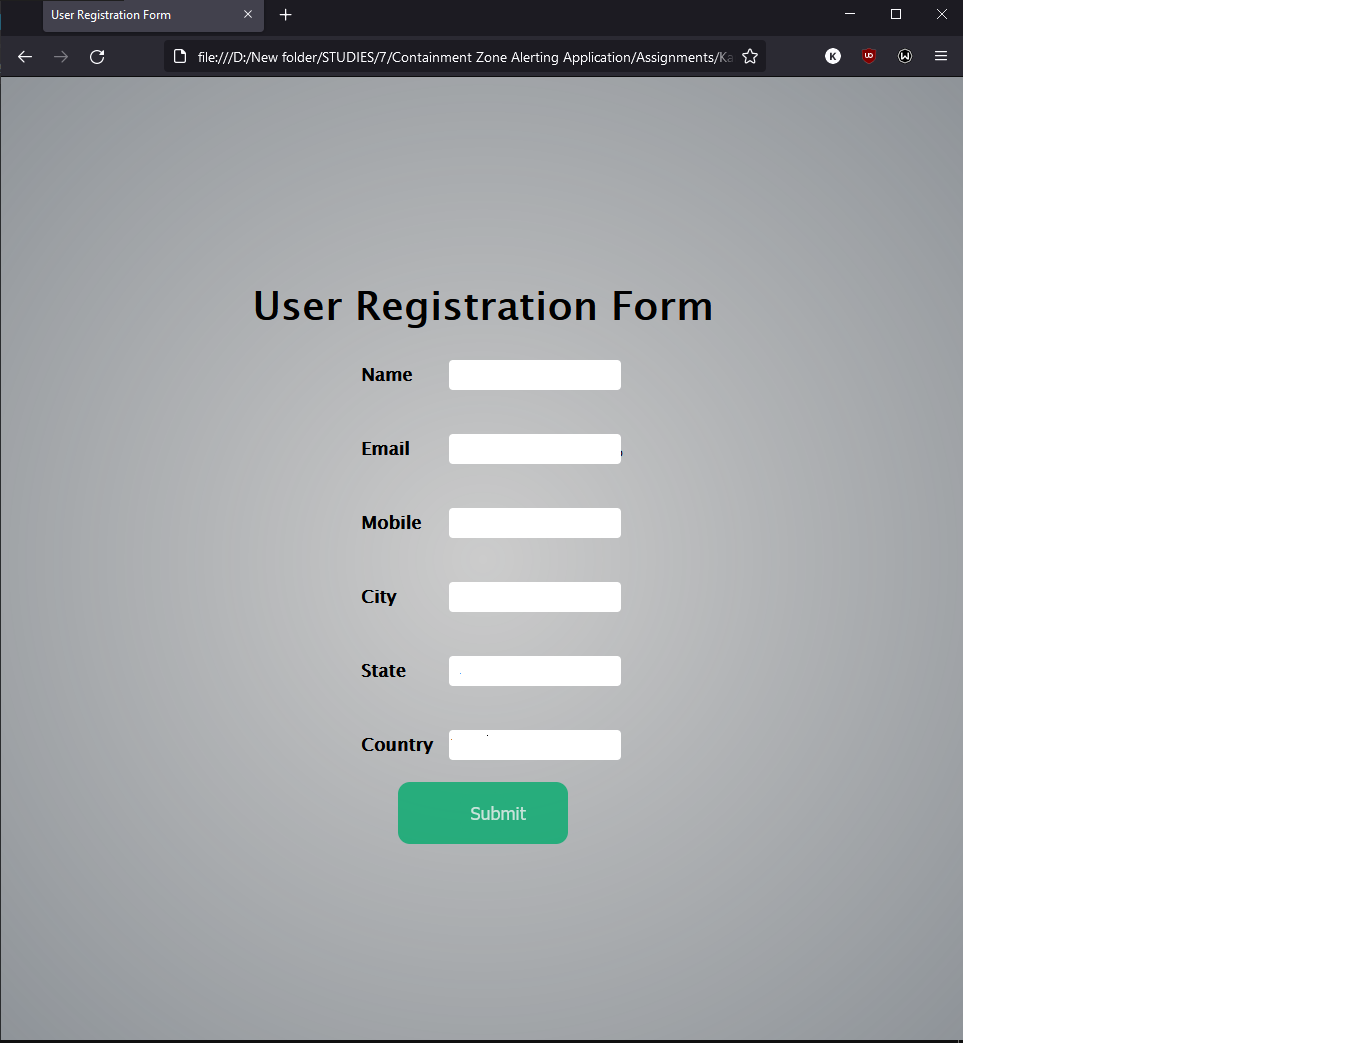 User Registration Form
file:///D:/New folder/STUDIES/7/Containment Zone Alerting Application/Assignments/Ka
K
UD
W
User Registration Form
Name
Email
Mobile
City
State
Country
Submit